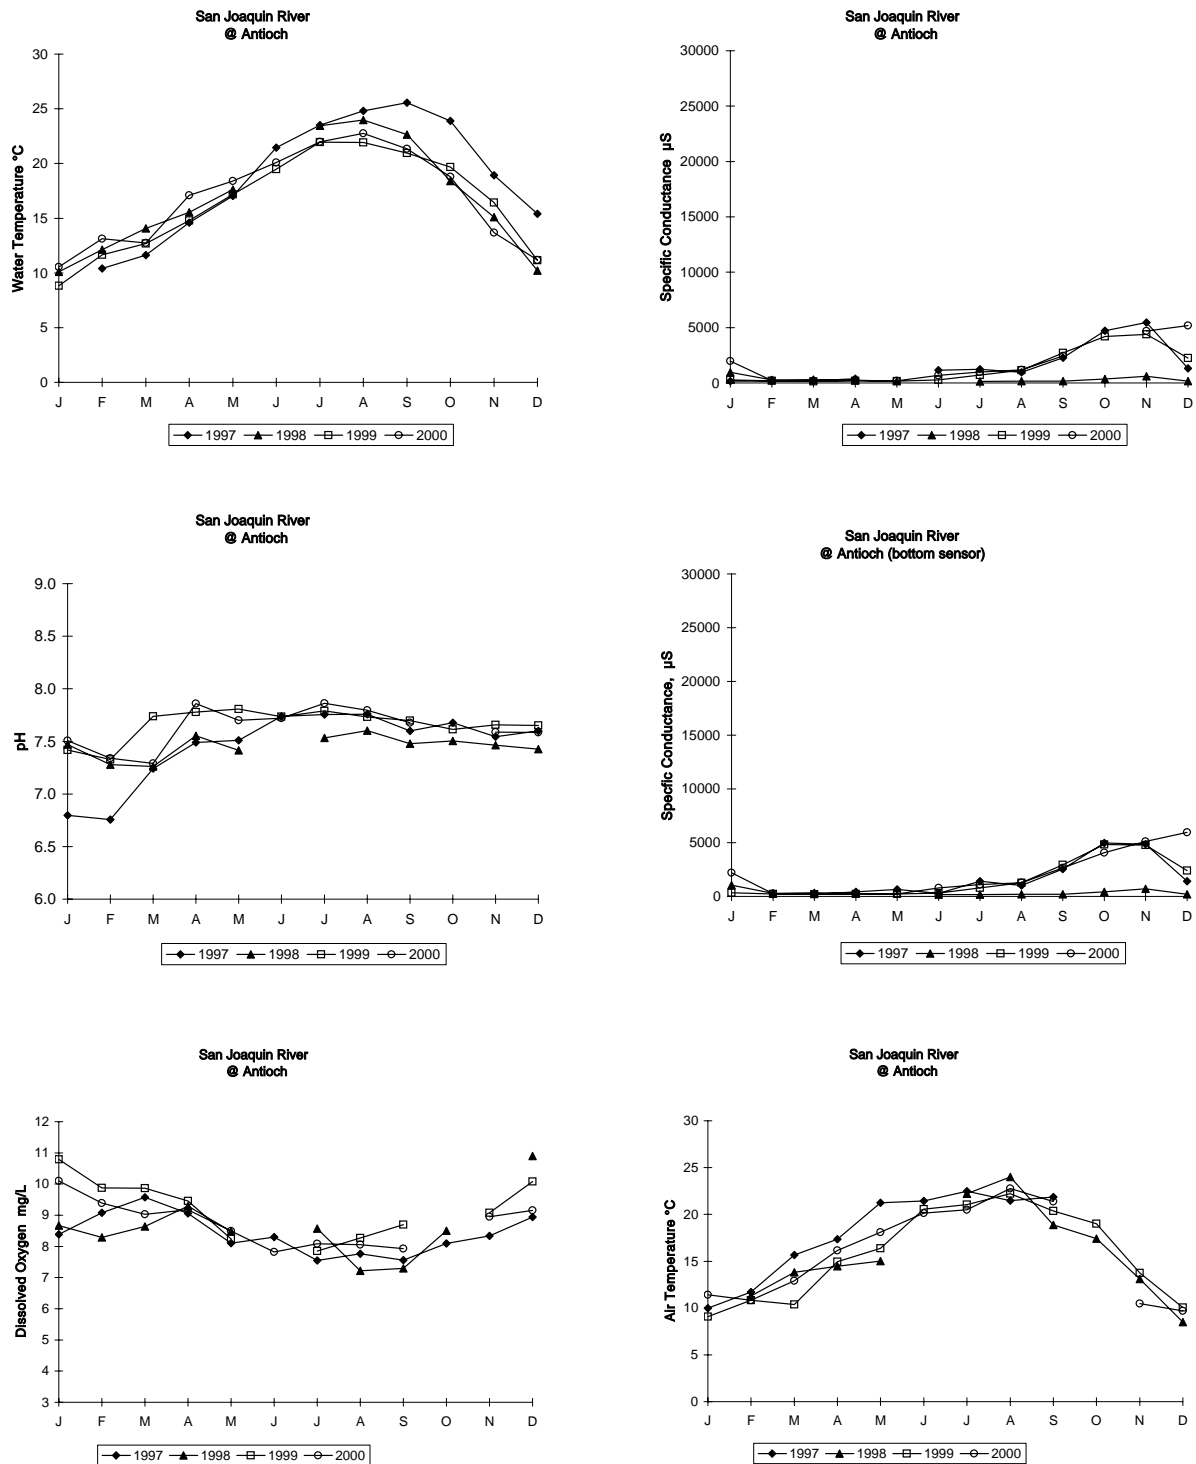 San Joaquin River
@ Antioch
30
25
20
15
10
5
0
Water Temperature °C
J F M A M J J A S O N D
1997 1998 1999 2000
San Joaquin River
@ Antioch
30000
25000
20000
15000
10000
5000
0
Specific Conductance µS
J F M A M J J A S O N D
1997 1998 1999 2000
San Joaquin River
@ Antioch
9.0
8.5
8.0
7.5
7.0
6.5
6.0
pH
J F M A M J J A S O N D
1997 1998 1999 2000
San Joaquin River
@ Antioch (bottom sensor)
30000
25000
20000
15000
10000
5000
0
Specfic Conductance, µS
J F M A M J J A S O N D
1997 1998 1999 2000
San Joaquin River
@ Antioch
12
11
10
9
8
7
6
5
4
3
Dissolved Oxygen mg/L
J F M A M J J A S O N D
1997 1998 1999 2000
San Joaquin River
@ Antioch
30
25
20
15
10
5
0
Air Temperature °C
J F M A M J J A S O N D
1997 1998 1999 2000